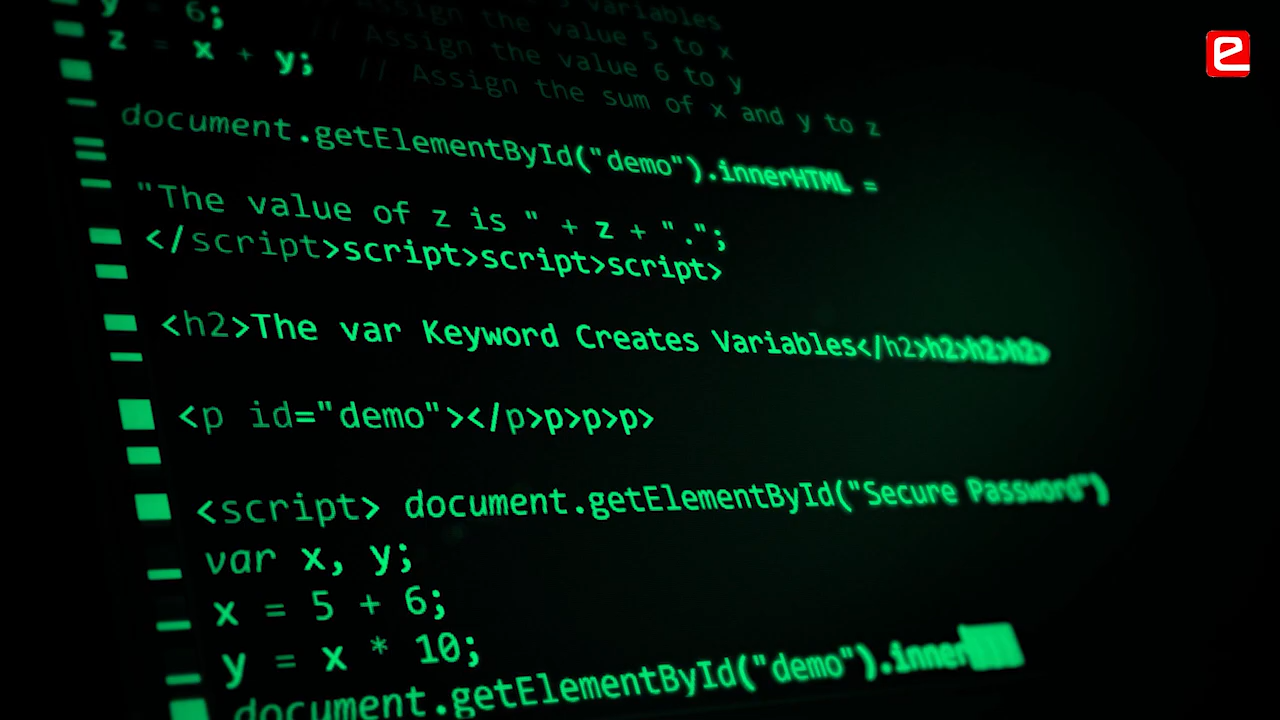 y = 6;
z = x + y;
variables
// Assign the value 5 to x
// Assign the value 6 to y
// Assign the sum of x and y to z
document.getElementById("demo").innerHTML =
"The value of z is " + z + ".";
</script>script>script>script>
<h2>The var Keyword Creates Variables</h2>h2>h2>h2>
<p id="demo"></p>p>p>p>
<script> document.getElementById("Secure Password")
var x, y;
x = 5 + 6;
y = x * 10;
document.getElementById("demo").inner